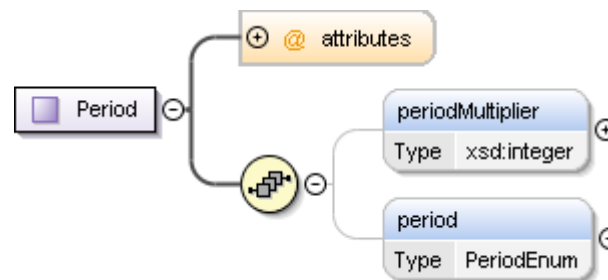 @ attributes
Period
periodMultiplier
Type xsd:integer
period
Type PeriodEnum